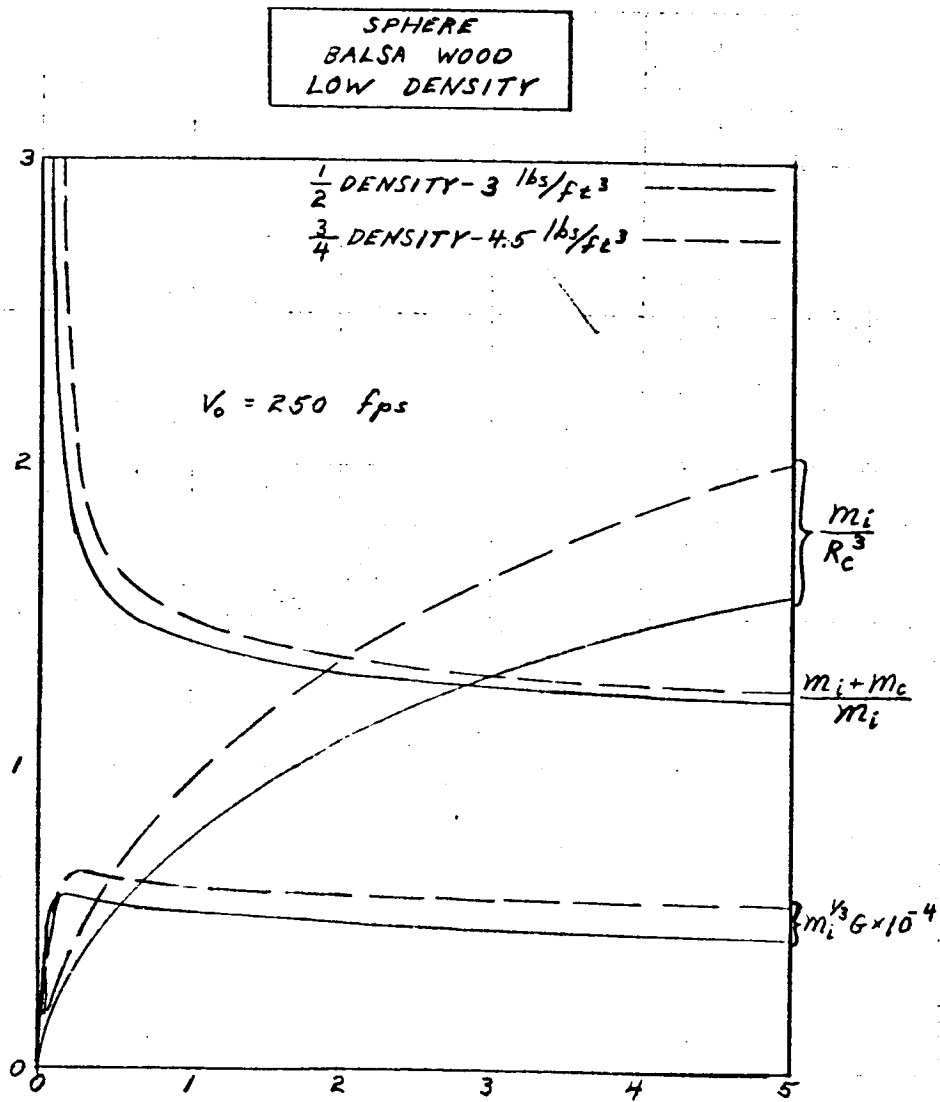 SPHERE
BALSA WOOD
LOW DENSITY
3
1/2 DENSITY - 3 lbs/ft³
3/4 DENSITY - 4.5 lbs/ft³
V₀ = 250 fps
2
mᵢ/R_c³
(mᵢ + m_c)/mᵢ
1
mᵢ^(1/3) G × 10⁻⁴
0
0 1 2 3 4 5